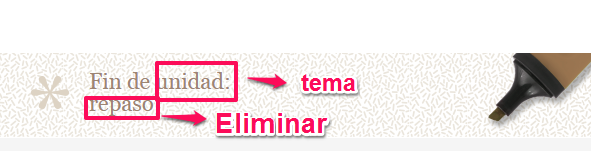 Fin de unidad: tema
repaso
Eliminar